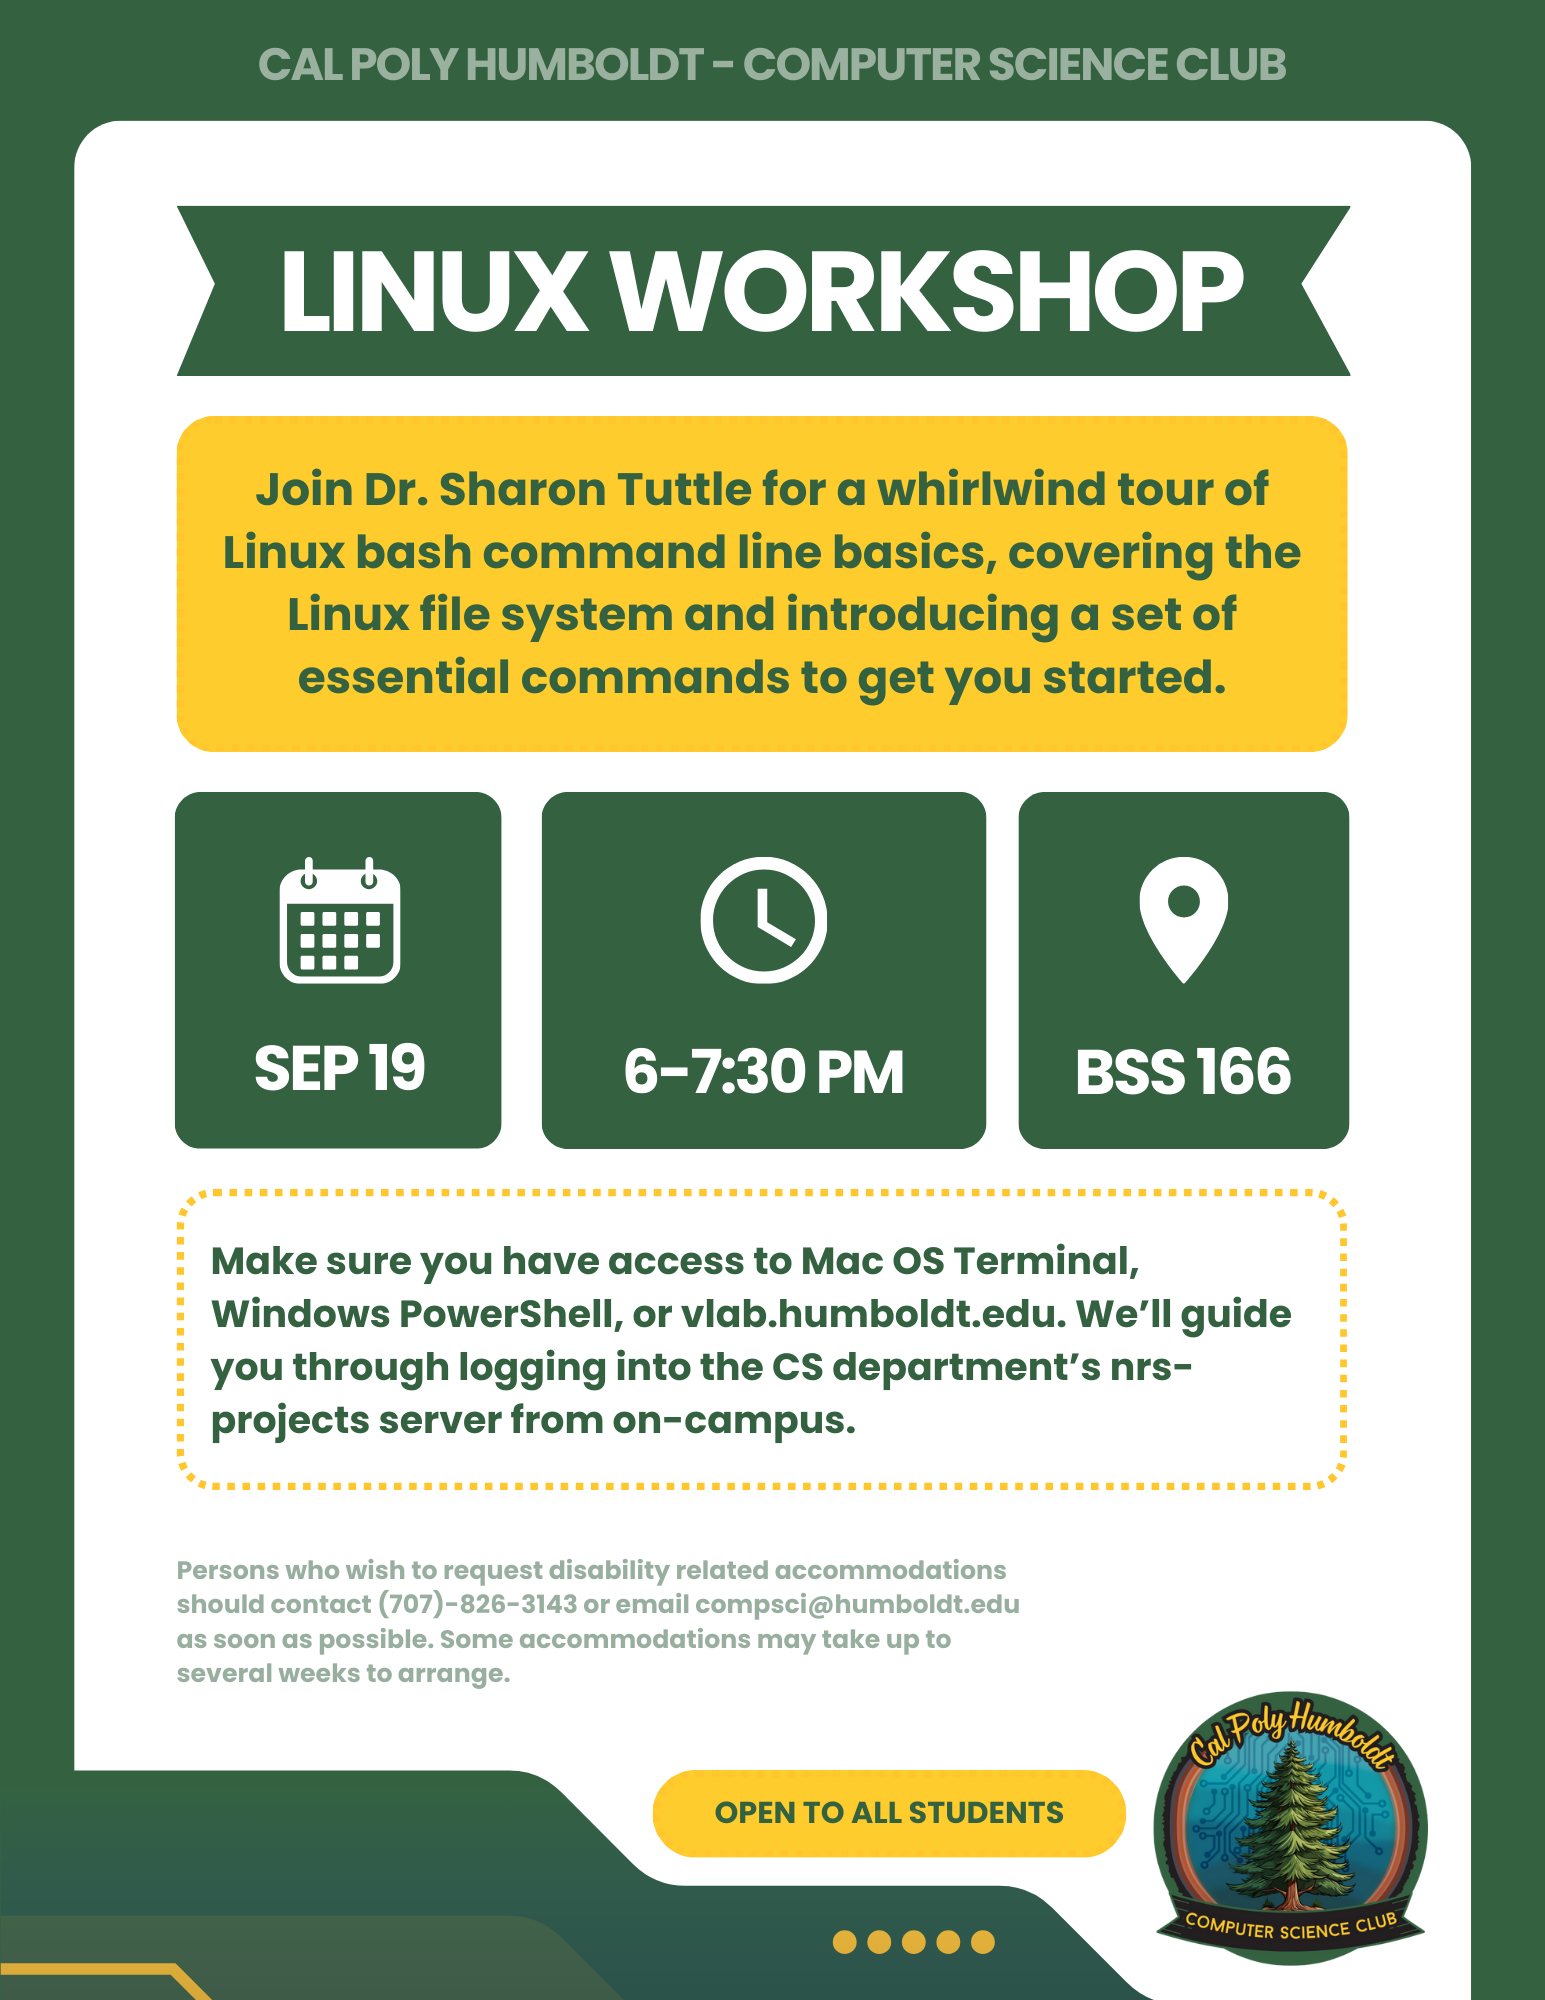 CAL POLY HUMBOLDT - COMPUTER SCIENCE CLUB
LINUX WORKSHOP
Join Dr. Sharon Tuttle for a whirlwind tour of
Linux bash command line basics, covering the
Linux file system and introducing a set of
essential commands to get you started.
SEP 19
6-7:30 PM
BSS 166
Make sure you have access to Mac OS Terminal,
Windows PowerShell, or vlab.humboldt.edu. We’ll guide
you through logging into the CS department’s nrs-
projects server from on-campus.
Persons who wish to request disability related accommodations
should contact (707)-826-3143 or email compsci@humboldt.edu
as soon as possible. Some accommodations may take up to
several weeks to arrange.
OPEN TO ALL STUDENTS
Cal Poly Humboldt
COMPUTER SCIENCE CLUB